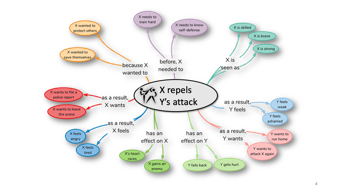 X needs to
train hard
X needs to know
self-defense
X wanted to
protect others
X wanted to
save themselves
because X
wanted to
before, X
needed to
X is skilled
X is brave
X is strong
X is
seen as
X repels
Y's attack
X wants to file a
police report
X wants to leave
the scene
as a result,
X wants
as a result,
X feels
X feels
angry
X feels
tired
has an
effect on X
X's heart
races
X gains an
enemy
has an
effect on Y
Y falls back
Y gets hurt
as a result,
Y feels
Y feels
weak
Y feels
ashamed
as a result,
Y wants
Y wants to
run home
Y wants to
attack X again